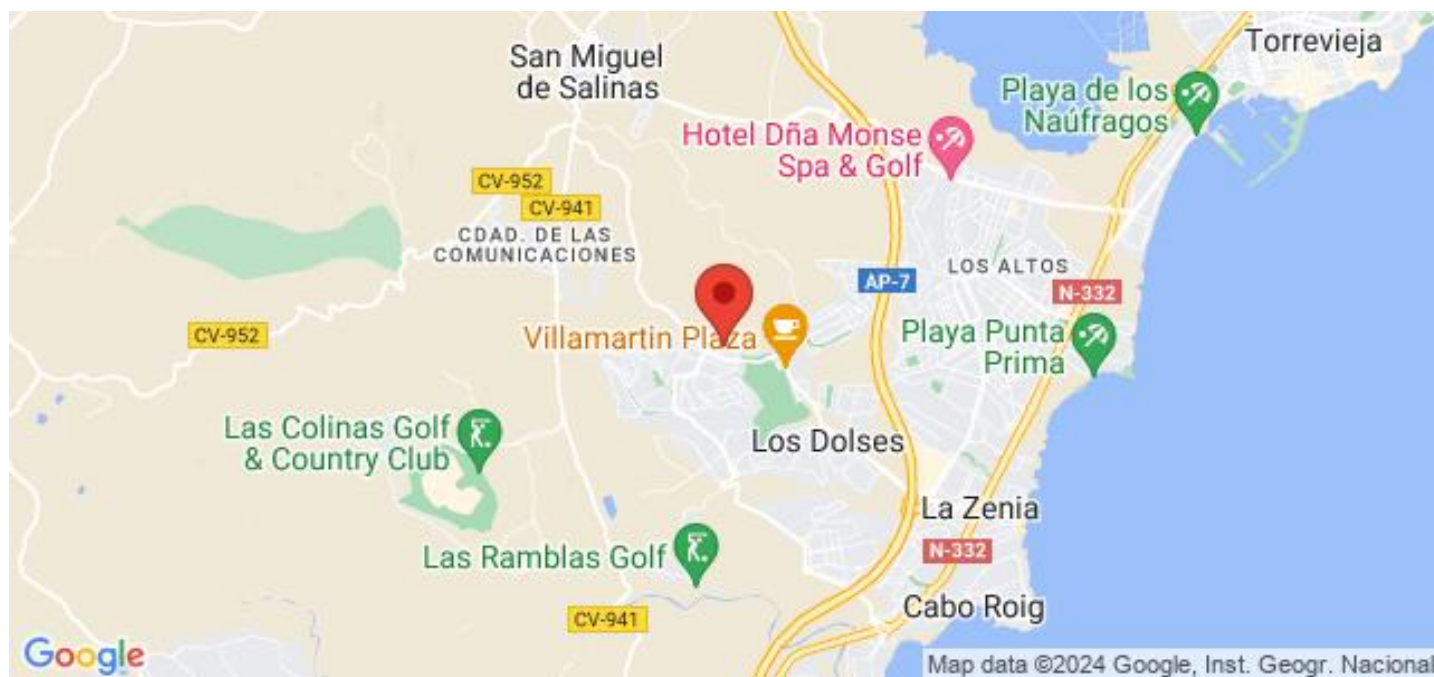 San Miguel
de Salinas
Torrevieja
Playa de los
Naúfragos
Hotel Dña Monse
Spa & Golf
CV-952
CV-941
CDAD. DE LAS
COMUNICACIONES
LOS ALTOS
AP-7
N-332
CV-952
Villamartin Plaza
Playa Punta
Prima
Las Colinas Golf
& Country Club
Los Dolses
La Zenia
Las Ramblas Golf
N-332
Cabo Roig
CV-941
Google
Map data ©2024 Google, Inst. Geogr. Nacional